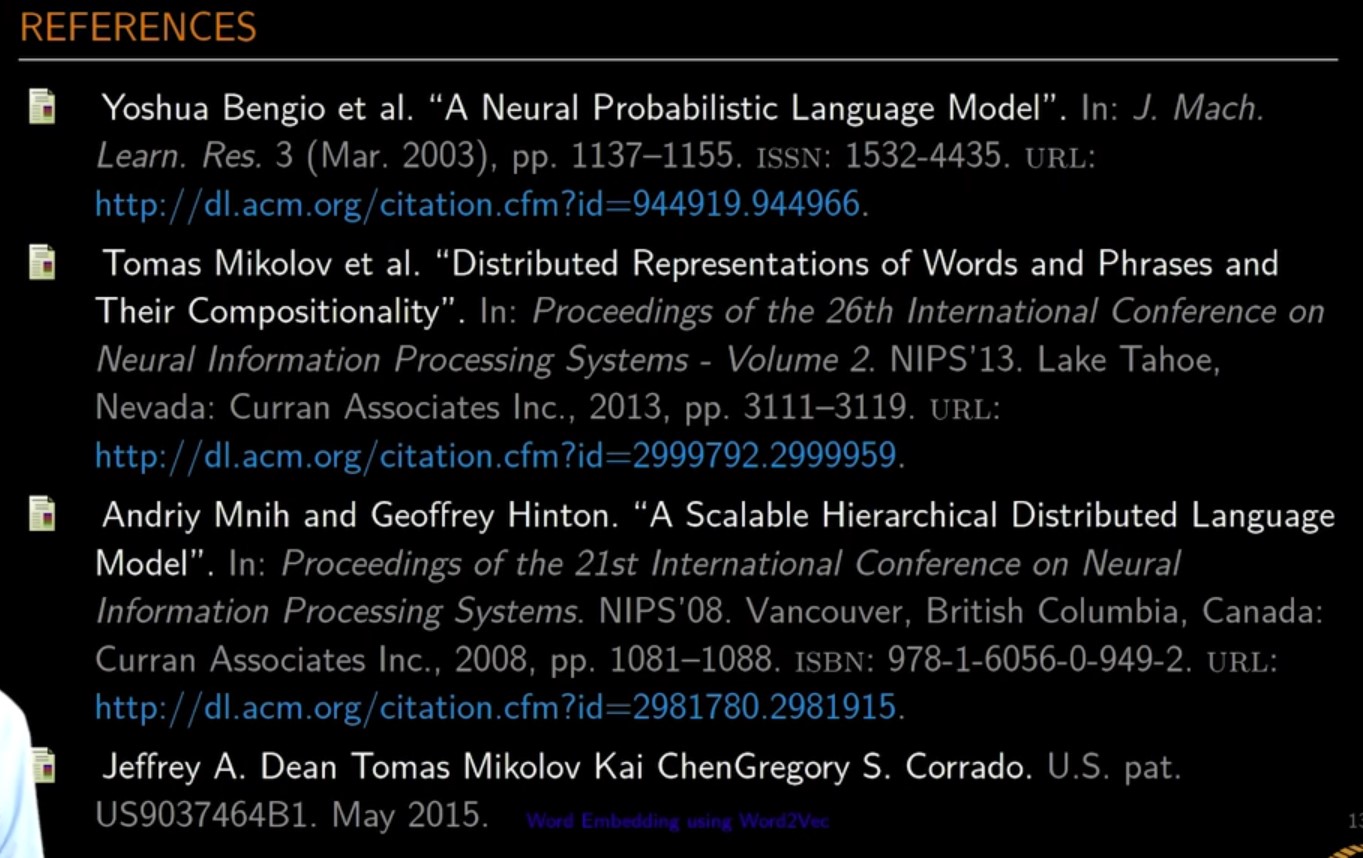 REFERENCES
Yoshua Bengio et al. “A Neural Probabilistic Language Model”. In: J. Mach.
Learn. Res. 3 (Mar. 2003), pp. 1137–1155. ISSN: 1532-4435. URL:
http://dl.acm.org/citation.cfm?id=944919.944966.
Tomas Mikolov et al. “Distributed Representations of Words and Phrases and
Their Compositionality”. In: Proceedings of the 26th International Conference on
Neural Information Processing Systems - Volume 2. NIPS'13. Lake Tahoe,
Nevada: Curran Associates Inc., 2013, pp. 3111–3119. URL:
http://dl.acm.org/citation.cfm?id=2999792.2999959.
Andriy Mnih and Geoffrey Hinton. “A Scalable Hierarchical Distributed Language
Model”. In: Proceedings of the 21st International Conference on Neural
Information Processing Systems. NIPS'08. Vancouver, British Columbia, Canada:
Curran Associates Inc., 2008, pp. 1081–1088. ISBN: 978-1-6056-0-949-2. URL:
http://dl.acm.org/citation.cfm?id=2981780.2981915.
Jeffrey A. Dean Tomas Mikolov Kai ChenGregory S. Corrado. U.S. pat.
US9037464B1. May 2015.
Word Embedding using Word2Vec